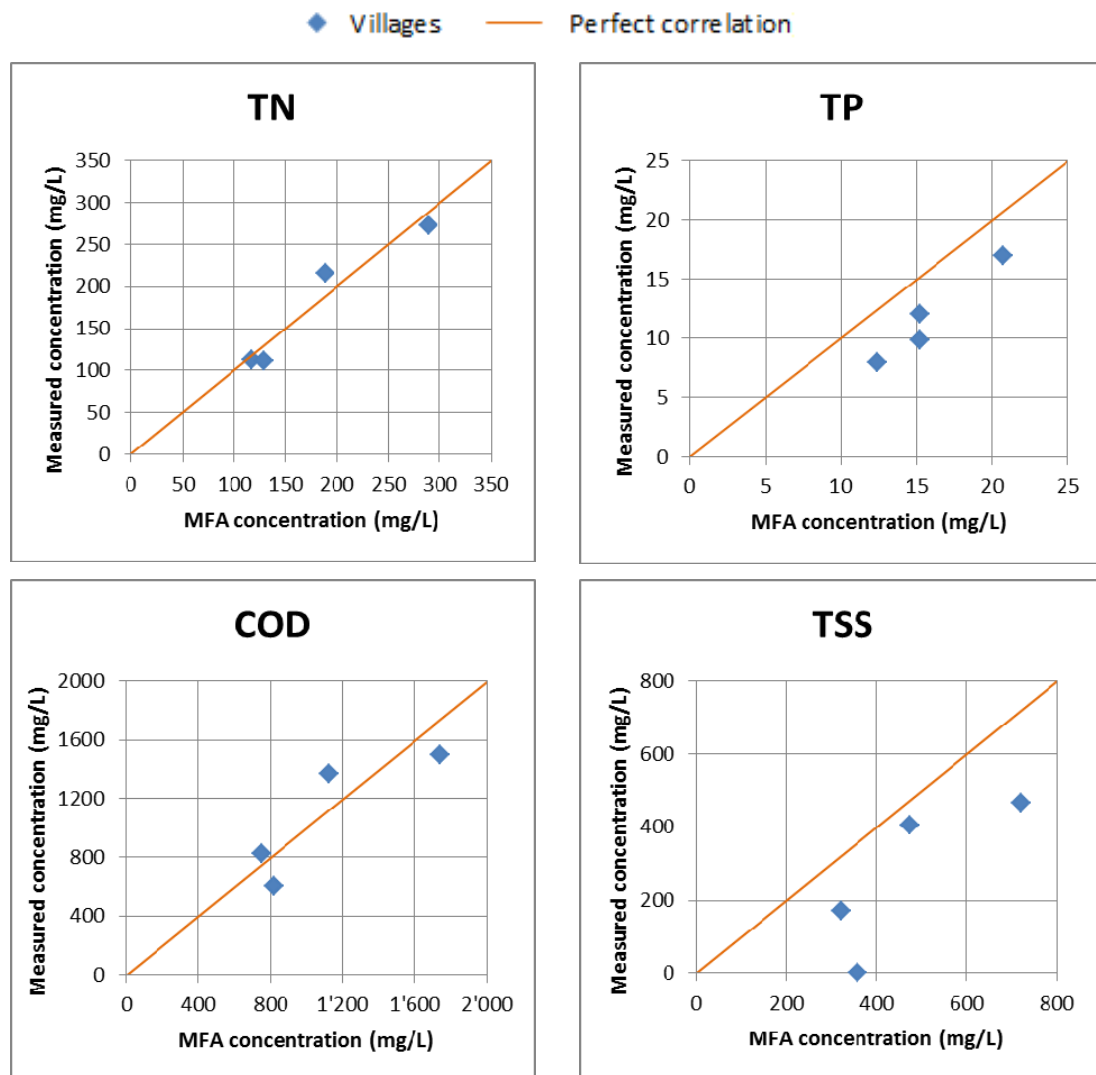 Villages Perfect correlation
TN
Measured concentration (mg/L)
350
300
250
200
150
100
50
0
0 50 100 150 200 250 300 350
MFA concentration (mg/L)
TP
Measured concentration (mg/L)
25
20
15
10
5
0
0 5 10 15 20 25
MFA concentration (mg/L)
COD
Measured concentration (mg/L)
2000
1600
1200
800
400
0
0 400 800 1'200 1'600 2'000
MFA concentration (mg/L)
TSS
Measured concentration (mg/L)
800
600
400
200
0
0 200 400 600 800
MFA concentration (mg/L)